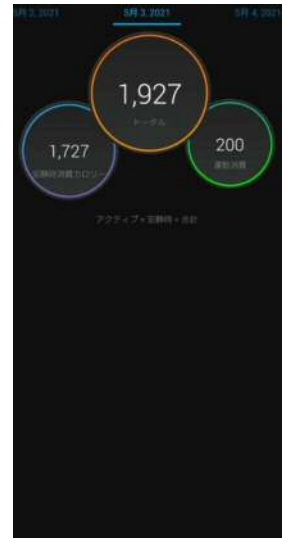 5月 2, 2021
5月 3, 2021
5月 4, 2021
1,927
トータル
1,727
安静時消費カロリー
200
運動消費
アクティブ + 安静時 = 合計